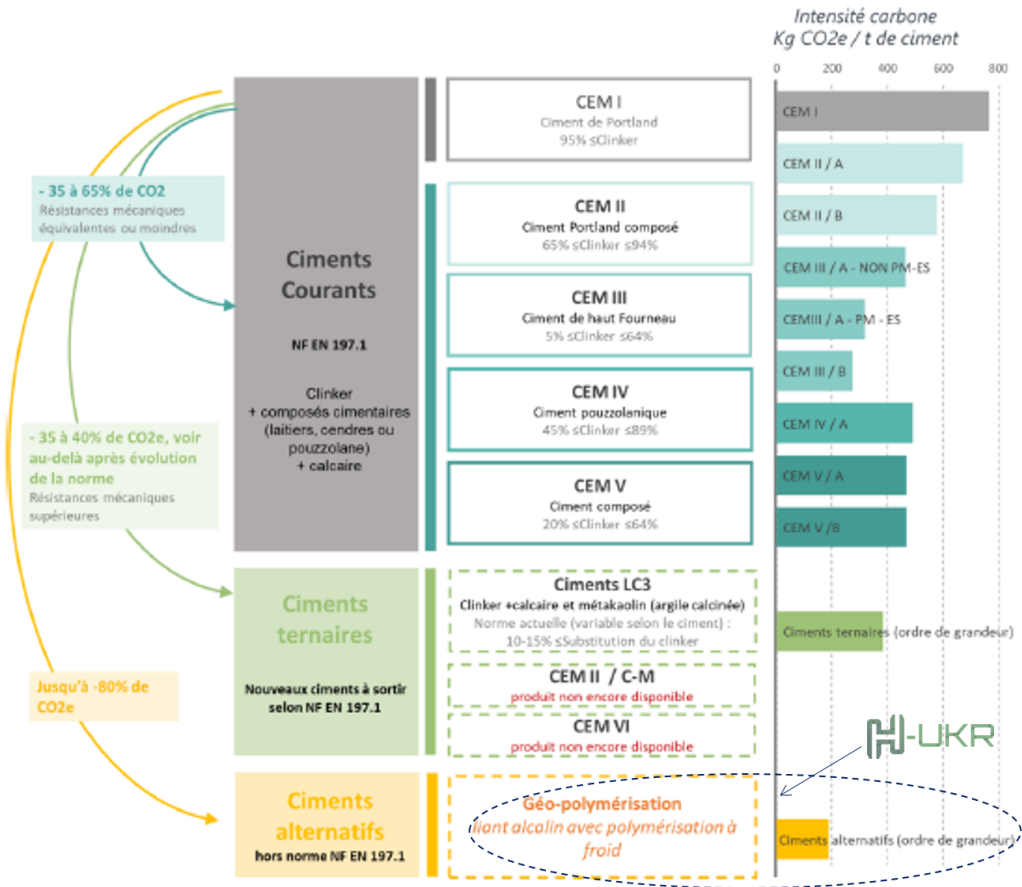 Intensité carbone
Kg CO2e / t de ciment
0 200 400 600 800
CEM I
Ciment de Portland
95% ≤Clinker
CEM I
CEM II / A
- 35 à 65% de CO2
Résistances mécaniques
équivalentes ou moindres
CEM II
Ciment Portland composé
65% ≤Clinker ≤94%
CEM II / B
Ciments
Courants
NF EN 197.1
Clinker
+ composés cimentaires
(laitiers, cendres ou
pouzzolane)
+ calcaire
CEM III / A - NON PM-ES
CEM III
Ciment de haut Fourneau
5% ≤Clinker ≤64%
CEMIII / A - PM - ES
CEM III / B
CEM IV
Ciment pouzzolanique
45% ≤Clinker ≤89%
CEM IV / A
- 35 à 40% de CO2e, voir
au-delà après évolution
de la norme
Résistances mécaniques
supérieures
CEM V
Ciment composé
20% ≤Clinker ≤64%
CEM V / A
CEM V /B
Ciments
ternaires
Nouveaux ciments à sortir
selon NF EN 197.1
Ciments LC3
Clinker +calcaire et métakaolin (argile calcinée)
Norme actuelle (variable selon le ciment) :
10-15% ≤Substitution du clinker
Ciments ternaires (ordre de grandeur)
CEM II / C-M
produit non encore disponible
CEM VI
produit non encore disponible
Jusqu'à -80% de
CO2e
H-UKR
Ciments
alternatifs
hors norme NF EN 197.1
Géo-polymérisation
liant alcalin avec polymérisation à
froid
Ciments alternatifs (ordre de grandeur)